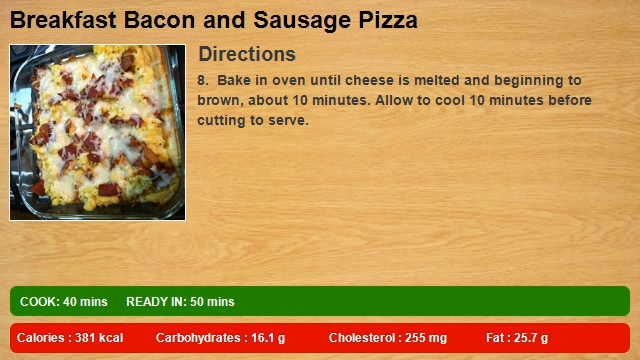 Breakfast Bacon and Sausage Pizza
Directions
8.  Bake in oven until cheese is melted and beginning to
brown, about 10 minutes. Allow to cool 10 minutes before
cutting to serve.
COOK: 40 mins READY IN: 50 mins
Calories : 381 kcal Carbohydrates : 16.1 g Cholesterol : 255 mg Fat : 25.7 g